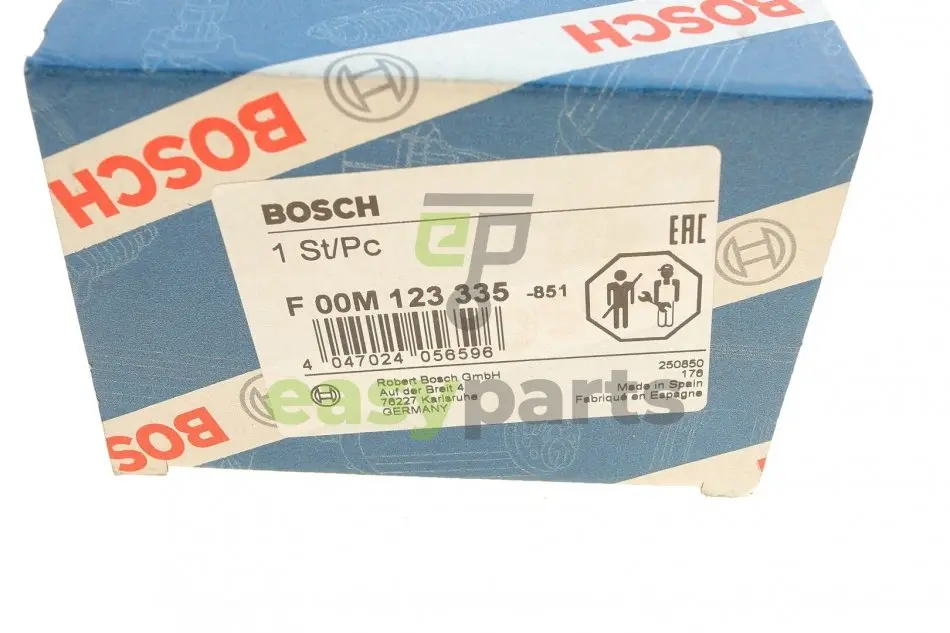 BOSCH
BOSCH
BOSCH
1 St/Pc
EAC
F 00M 123 335 -851
4 047024 056596
Robert Bosch GmbH
Auf der Breit 4
76227 Karlsruhe
GERMANY
250850
176
Made in Spain
Fabriqué en Espagne
ep
easyparts
BOSCH